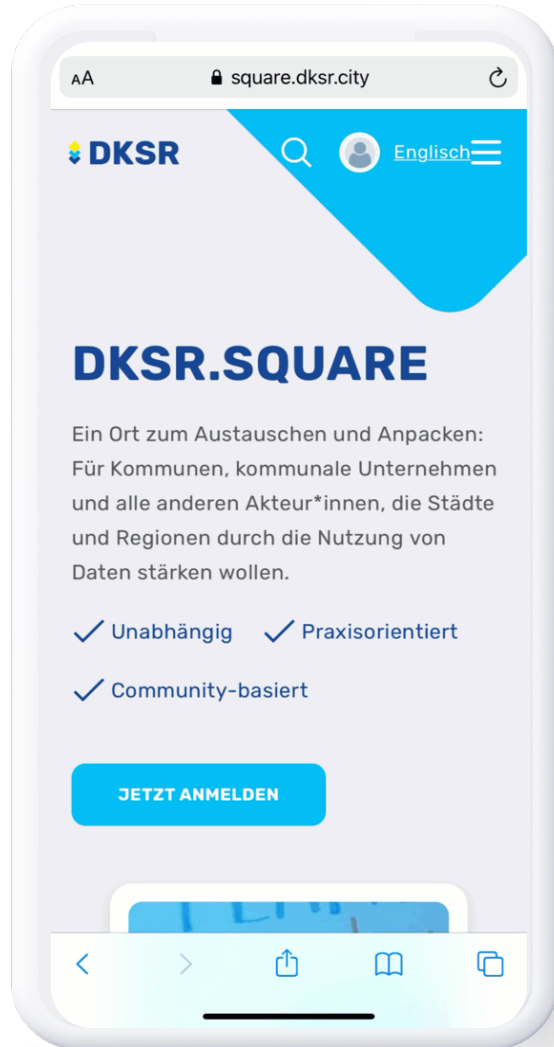 AA square.dksr.city
DKSR Englisch
DKSR.SQUARE
Ein Ort zum Austauschen und Anpacken:
Für Kommunen, kommunale Unternehmen
und alle anderen Akteur*innen, die Städte
und Regionen durch die Nutzung von
Daten stärken wollen.
Unabhängig Praxisorientiert
Community-basiert
JETZT ANMELDEN